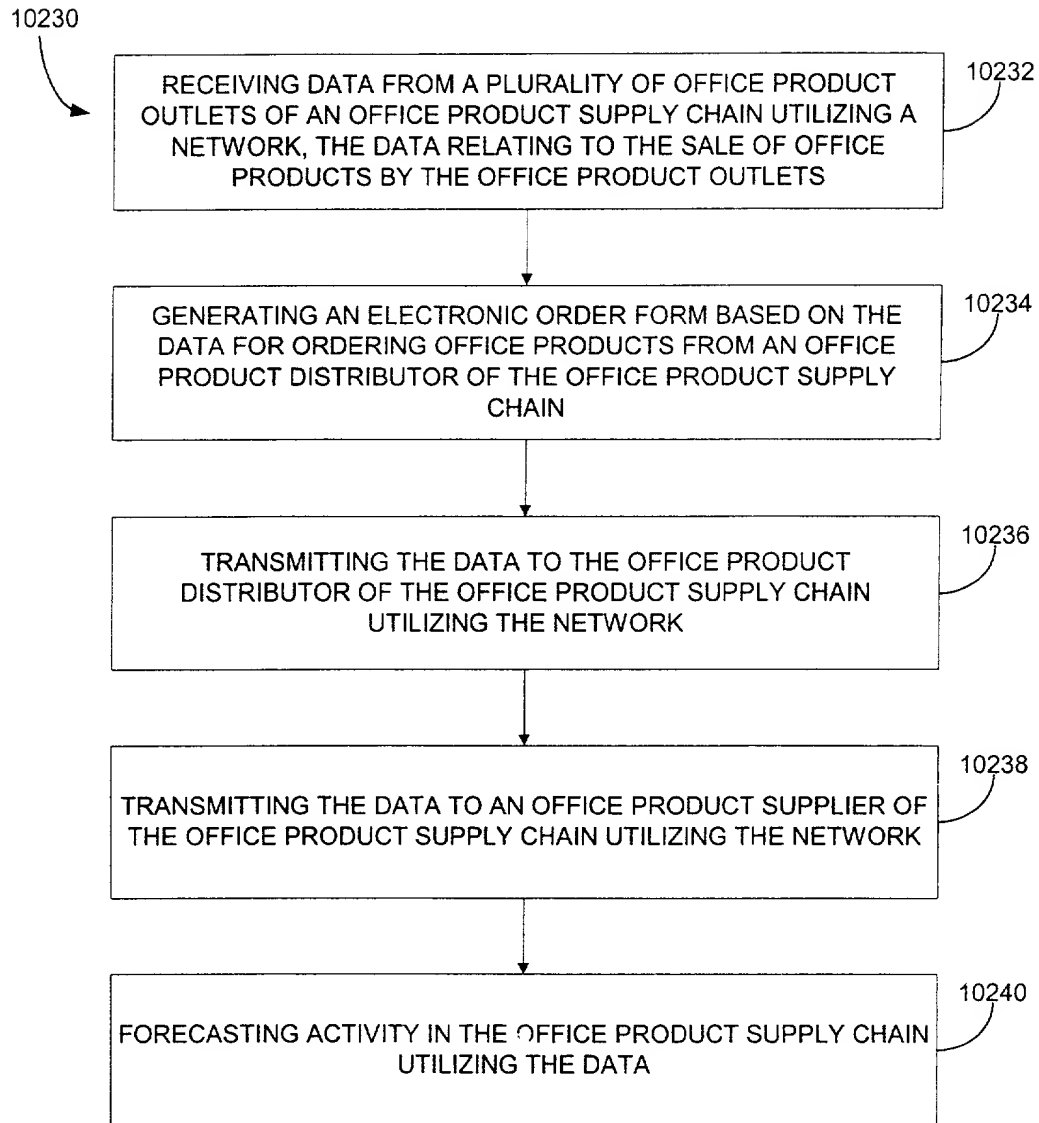 10230
RECEIVING DATA FROM A PLURALITY OF OFFICE PRODUCT
OUTLETS OF AN OFFICE PRODUCT SUPPLY CHAIN UTILIZING A
NETWORK, THE DATA RELATING TO THE SALE OF OFFICE
PRODUCTS BY THE OFFICE PRODUCT OUTLETS
10232
GENERATING AN ELECTRONIC ORDER FORM BASED ON THE
DATA FOR ORDERING OFFICE PRODUCTS FROM AN OFFICE
PRODUCT DISTRIBUTOR OF THE OFFICE PRODUCT SUPPLY
CHAIN
10234
TRANSMITTING THE DATA TO THE OFFICE PRODUCT
DISTRIBUTOR OF THE OFFICE PRODUCT SUPPLY CHAIN
UTILIZING THE NETWORK
10236
TRANSMITTING THE DATA TO AN OFFICE PRODUCT SUPPLIER OF
THE OFFICE PRODUCT SUPPLY CHAIN UTILIZING THE NETWORK
10238
FORECASTING ACTIVITY IN THE OFFICE PRODUCT SUPPLY CHAIN
UTILIZING THE DATA
10240